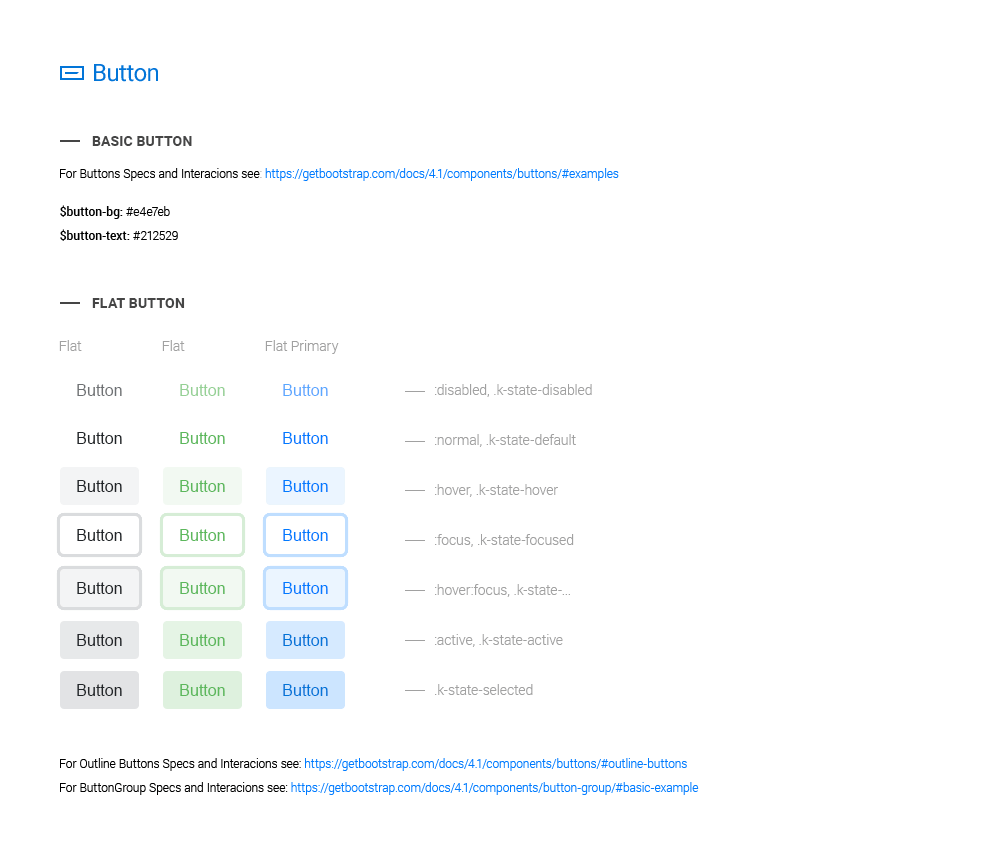 Button
BASIC BUTTON
For Buttons Specs and Interacions see: https://getbootstrap.com/docs/4.1/components/buttons/#examples
$button-bg: #e4e7eb
$button-text: #212529
FLAT BUTTON
Flat Flat Flat Primary
Button Button Button :disabled, .k-state-disabled
Button Button Button :normal, .k-state-default
Button Button Button :hover, .k-state-hover
Button Button Button :focus, .k-state-focused
Button Button Button :hover:focus, .k-state-...
Button Button Button :active, .k-state-active
Button Button Button .k-state-selected
For Outline Buttons Specs and Interacions see: https://getbootstrap.com/docs/4.1/components/buttons/#outline-buttons
For ButtonGroup Specs and Interacions see: https://getbootstrap.com/docs/4.1/components/button-group/#basic-example